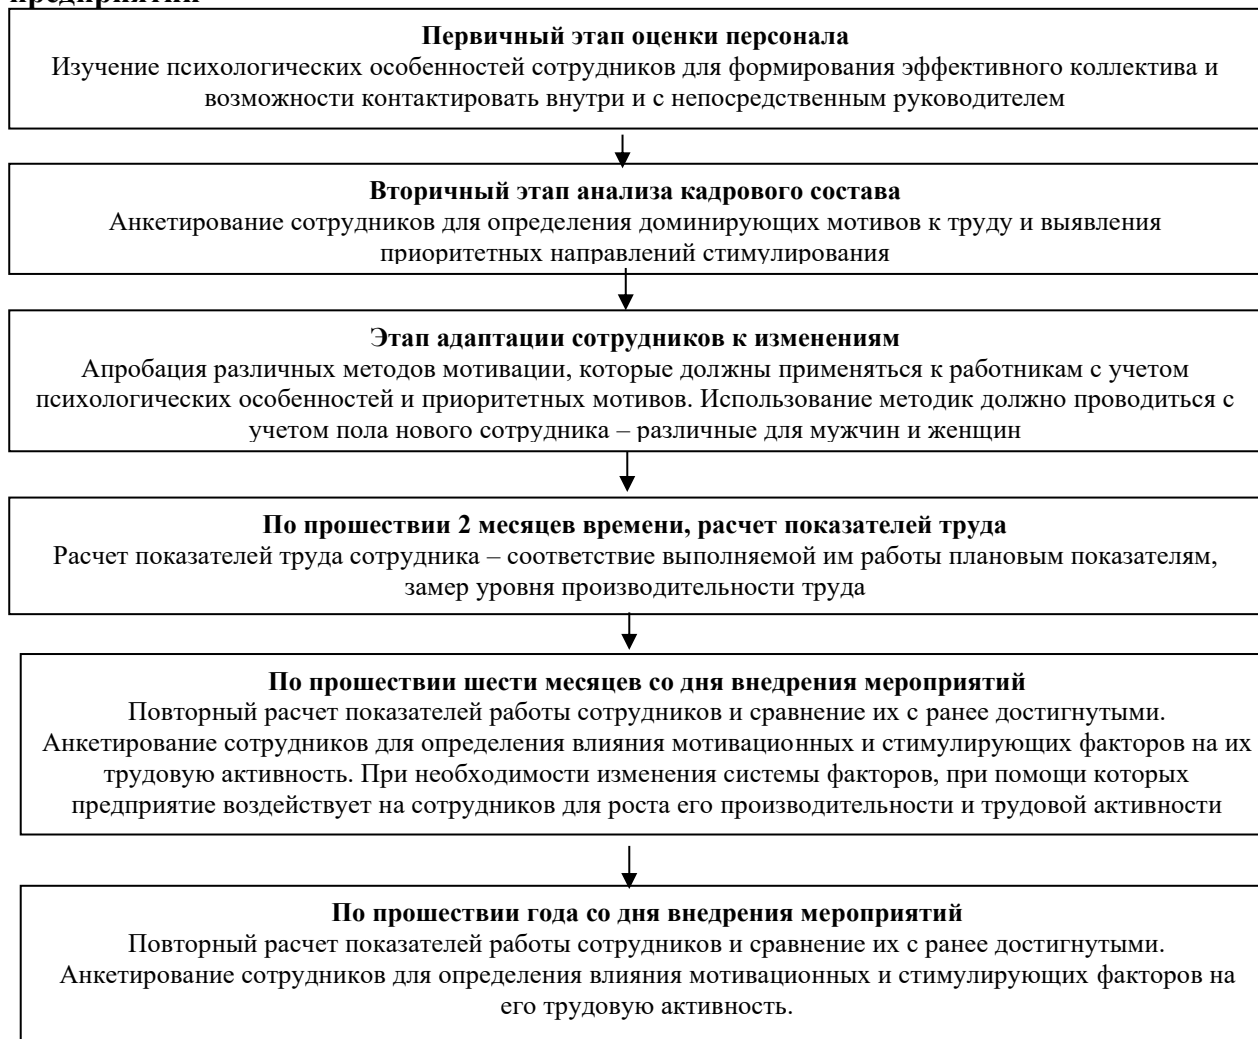 предприятии
Первичный этап оценки персонала
Изучение психологических особенностей сотрудников для формирования эффективного коллектива и
возможности контактировать внутри и с непосредственным руководителем
Вторичный этап анализа кадрового состава
Анкетирование сотрудников для определения доминирующих мотивов к труду и выявления
приоритетных направлений стимулирования
Этап адаптации сотрудников к изменениям
Апробация различных методов мотивации, которые должны применяться к работникам с учетом
психологических особенностей и приоритетных мотивов. Использование методик должно проводиться с
учетом пола нового сотрудника – различные для мужчин и женщин
По прошествии 2 месяцев времени, расчет показателей труда
Расчет показателей труда сотрудника – соответствие выполняемой им работы плановым показателям,
замер уровня производительности труда
По прошествии шести месяцев со дня внедрения мероприятий
Повторный расчет показателей работы сотрудников и сравнение их с ранее достигнутыми.
Анкетирование сотрудников для определения влияния мотивационных и стимулирующих факторов на их
трудовую активность. При необходимости изменения системы факторов, при помощи которых
предприятие воздействует на сотрудников для роста его производительности и трудовой активности
По прошествии года со дня внедрения мероприятий
Повторный расчет показателей работы сотрудников и сравнение их с ранее достигнутыми.
Анкетирование сотрудников для определения влияния мотивационных и стимулирующих факторов на
его трудовую активность.